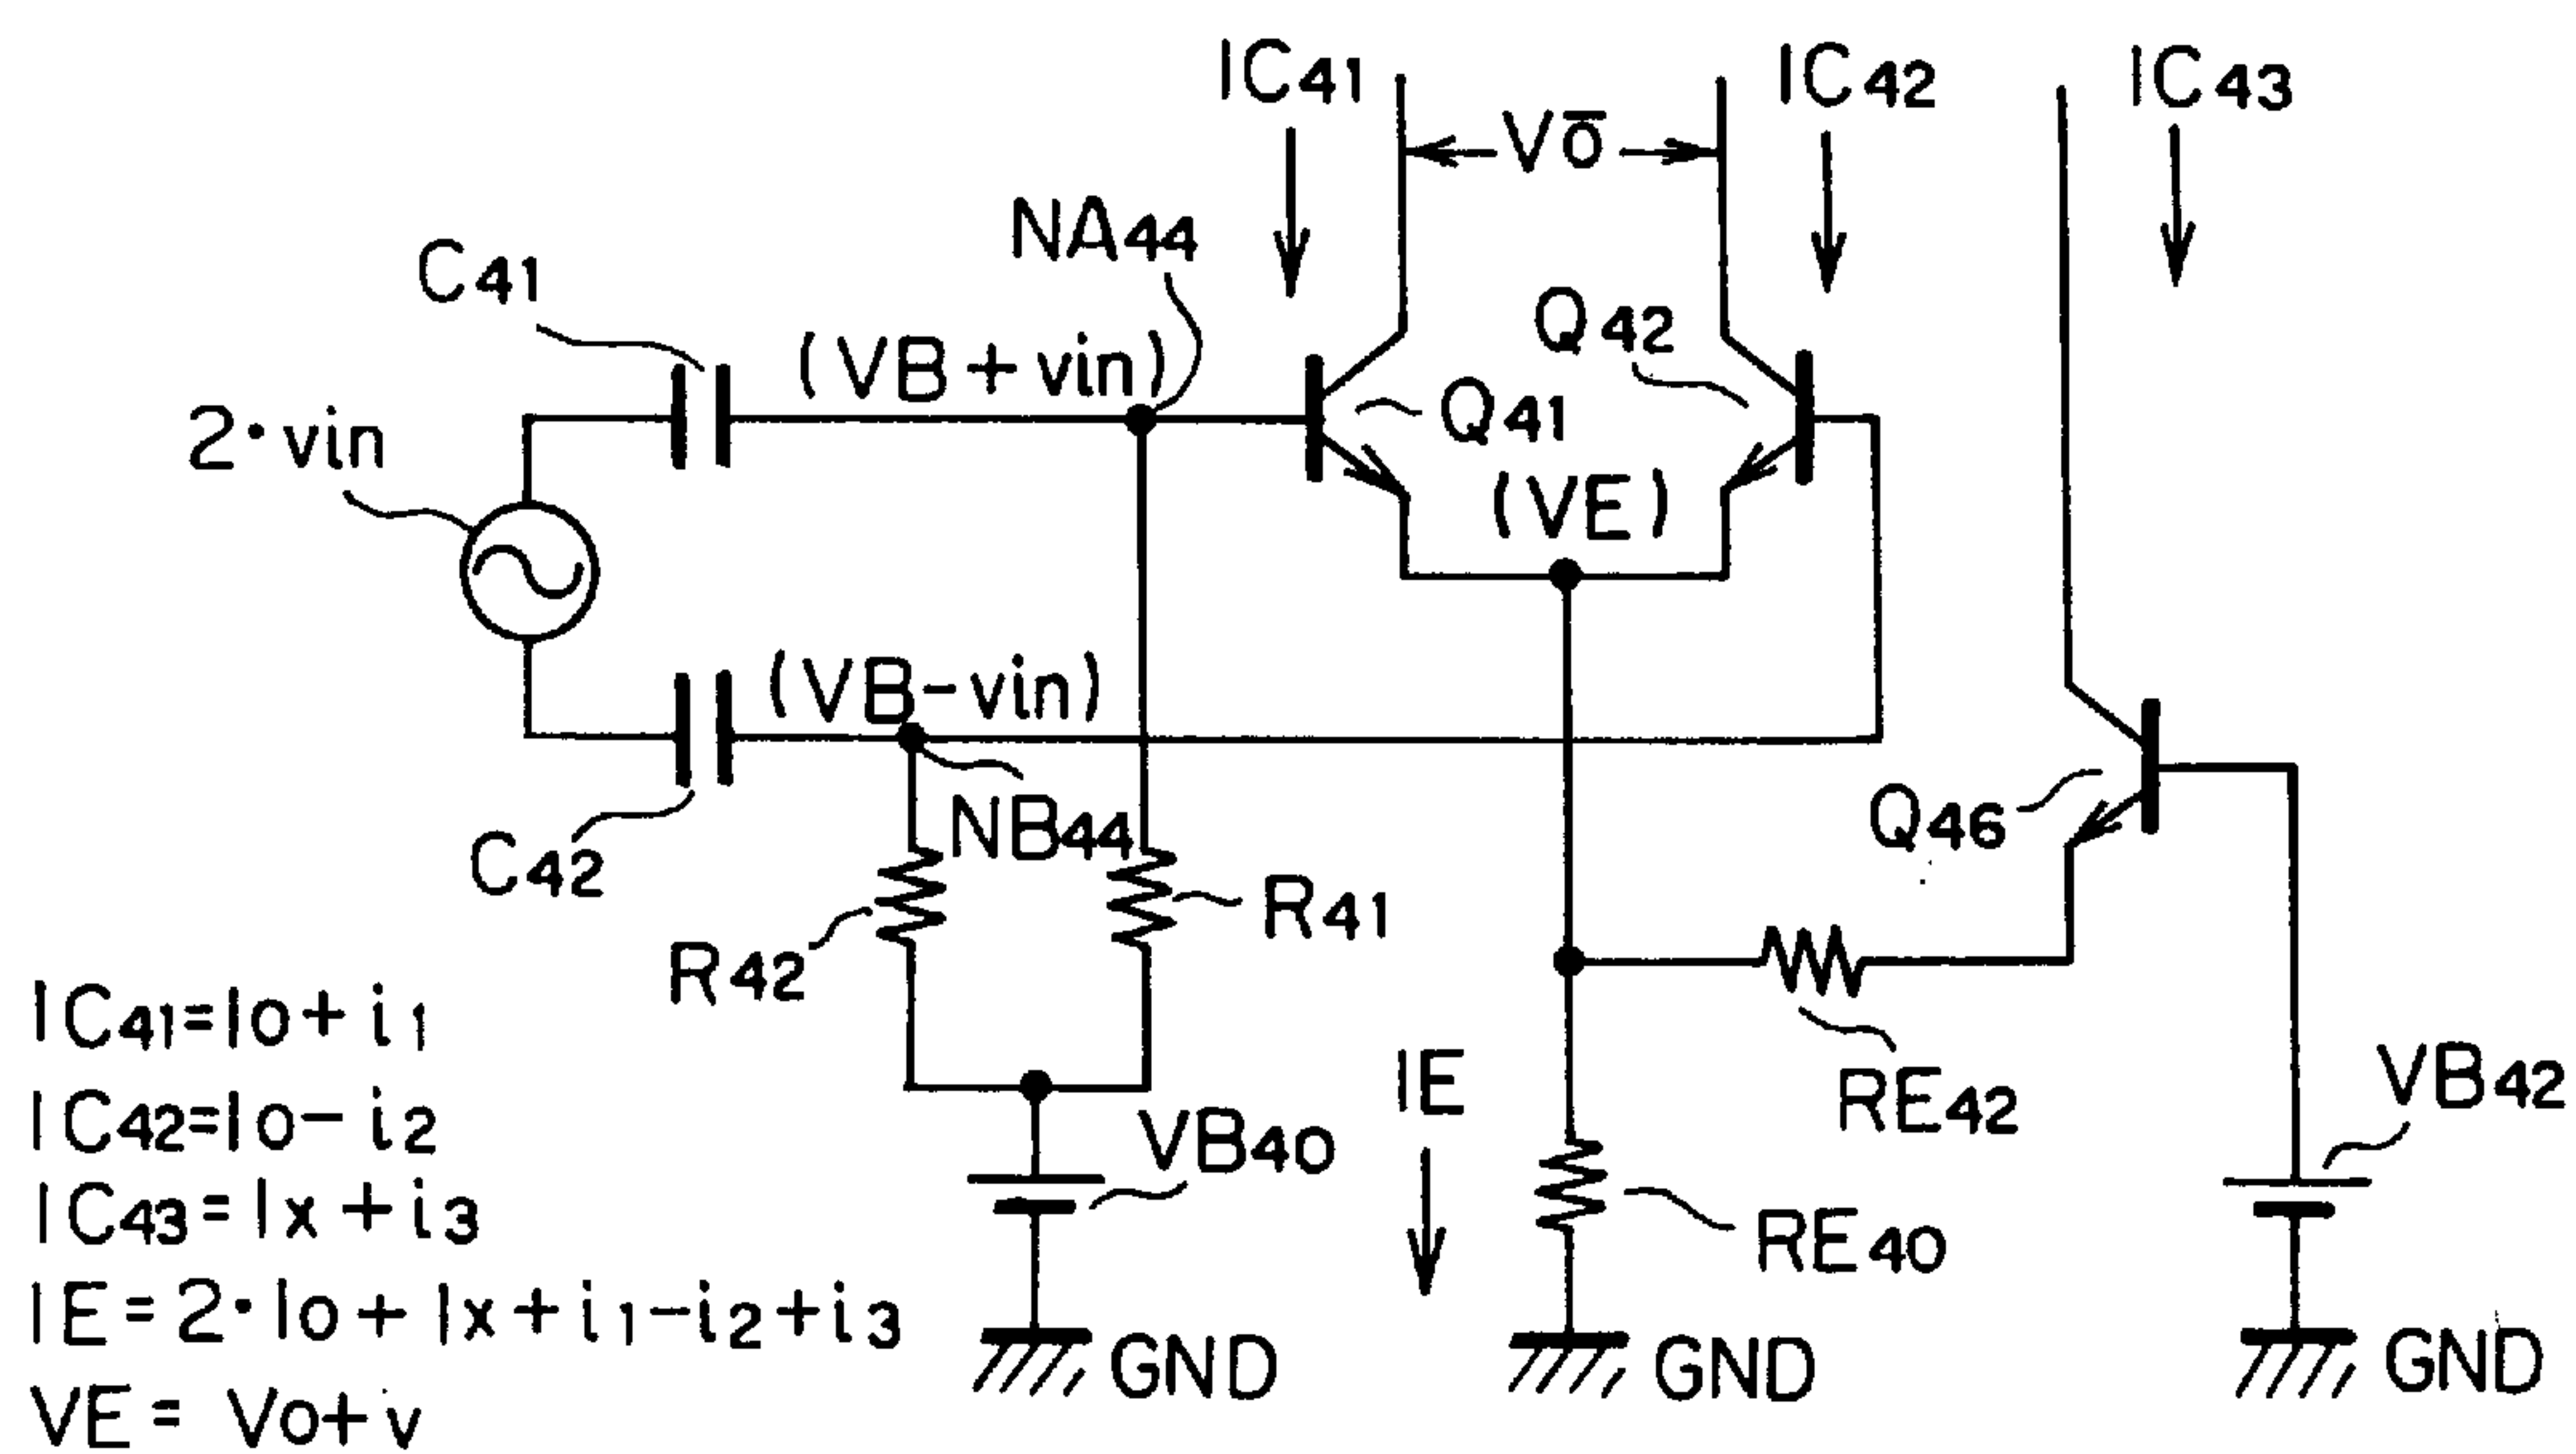 IC41
IC42
IC43
Vō
NA44
C41
(VB+vin)
Q42
Q41
2·vin
(VE)
(VB-vin)
NB44
Q46
C42
R41
R42
RE42
IE
VB42
VB40
RE40
GND
GND
GND
IC41=Io+i1
IC42=Io-i2
IC43=Ix+i3
IE=2·Io+Ix+i1-i2+i3
VE=Vo+v